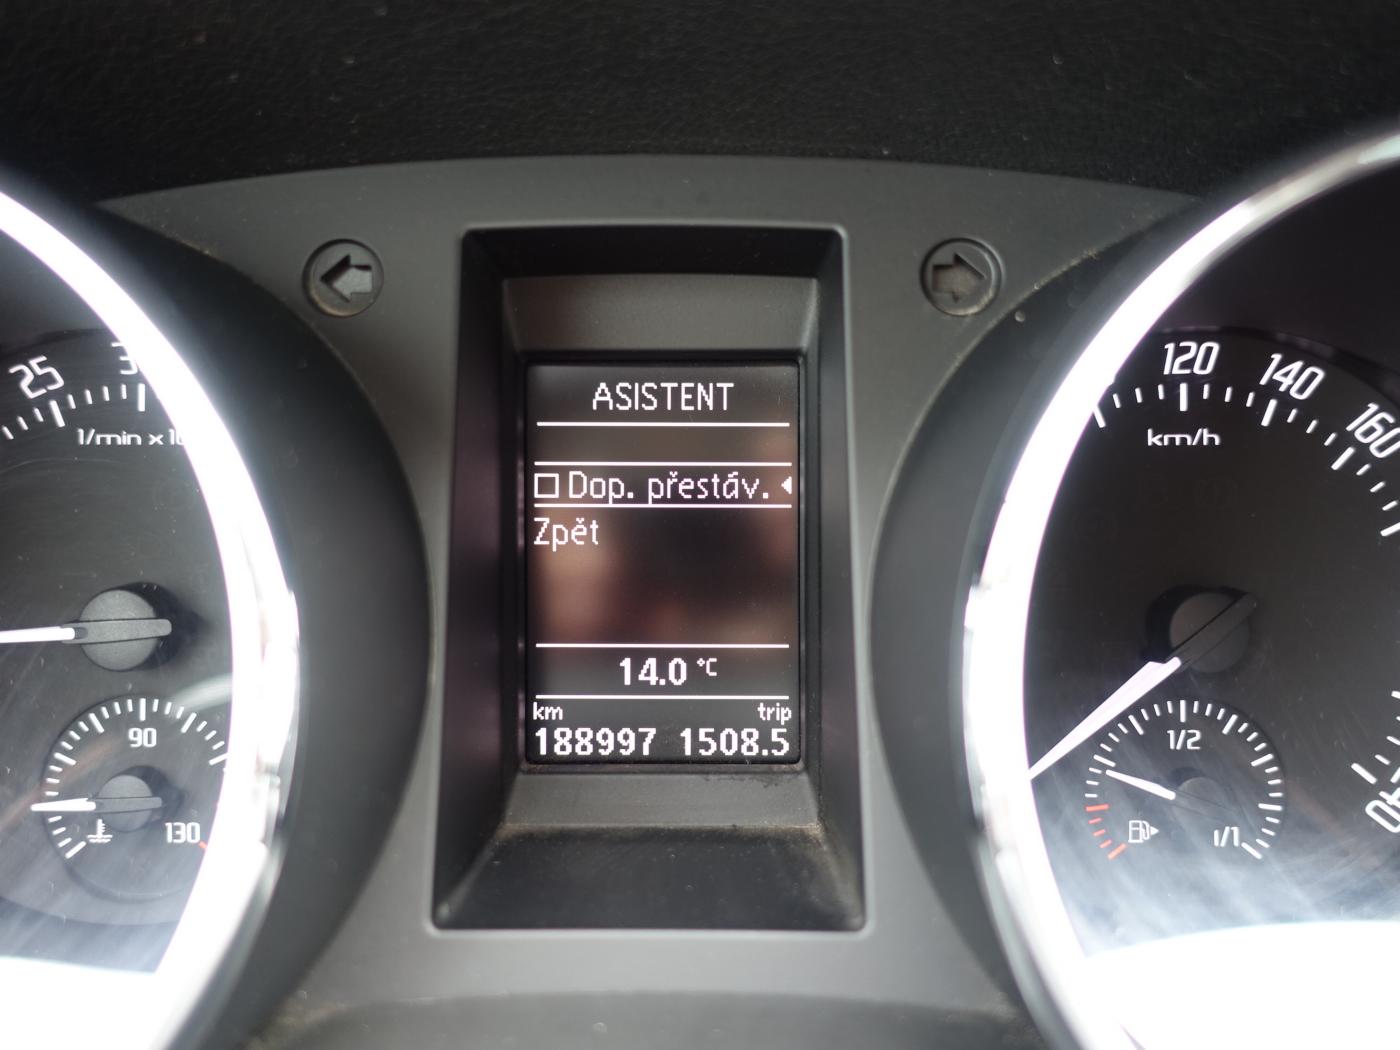 ASISTENT
Dop. přestáv.
Zpět
14.0 °C
km trip
188997 1508.5
25
1/min x
90
130
120
140
160
km/h
1/2
1/1